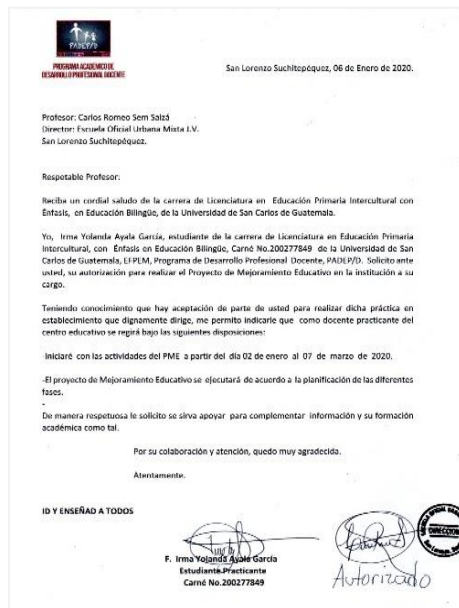 PADEP/D
PROGRAMA ACADÉMICO DE
DESARROLLO PROFESIONAL DOCENTE
San Lorenzo Suchitepéquez, 06 de Enero de 2020.
Profesor: Carlos Romeo Sem Salzá
Director: Escuela Oficial Urbana Mixta J.V.
San Lorenzo Suchitepéquez.
Respetable Profesor:
Reciba un cordial saludo de la carrera de Licenciatura en Educación Primaria Intercultural con
Énfasis, en Educación Bilingüe, de la Universidad de San Carlos de Guatemala.
Yo, Irma Yolanda Ayala García, estudiante de la carrera de Licenciatura en Educación Primaria
Intercultural, con Énfasis en Educación Bilingüe, Carné No.200277849 de la Universidad de San
Carlos de Guatemala, EFPEM, Programa de Desarrollo Profesional Docente, PADEP/D. Solicito ante
usted, su autorización para realizar el Proyecto de Mejoramiento Educativo en la institución a su
cargo.
Teniendo conocimiento que hay aceptación de parte de usted para realizar dicha práctica en
establecimiento que dignamente dirige, me permito indicarle que como docente practicante del
centro educativo se regirá bajo las siguientes disposiciones:
-Iniciaré con las actividades del PME a partir del día 02 de enero al 07 de marzo de 2020.
-El proyecto de Mejoramiento Educativo se ejecutará de acuerdo a la planificación de las diferentes
fases.
-
De manera respetuosa le solicito se sirva apoyar para complementar información y su formación
académica como tal.
Por su colaboración y atención, quedo muy agradecida.
Atentamente.
ID Y ENSEÑAD A TODOS
F. Irma Yolanda Ayala García
Estudiante Practicante
Carné No.200277849
DIRECCION
Autorizado